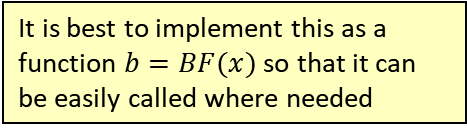 It is best to implement this as a
function b = BF(x) so that it can
be easily called where needed